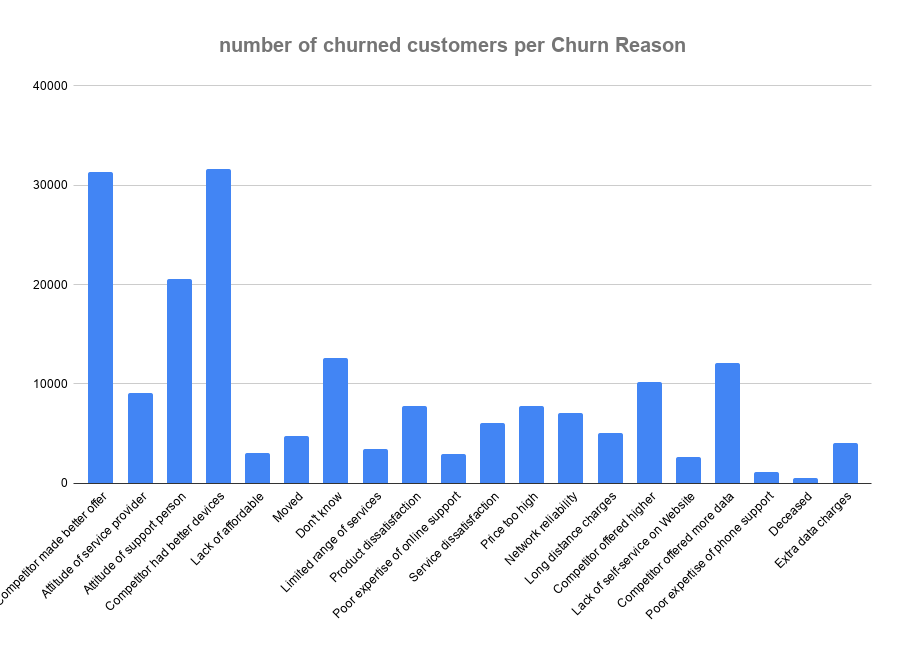 number of churned customers per Churn Reason
40000
30000
20000
10000
0
Competitor made better offer
Attitude of service provider
Attitude of support person
Competitor had better devices
Lack of affordable
Moved
Don't know
Limited range of services
Product dissatisfaction
Poor expertise of online support
Service dissatisfaction
Price too high
Network reliability
Long distance charges
Competitor offered higher
Lack of self-service on Website
Competitor offered more data
Poor expertise of phone support
Deceased
Extra data charges